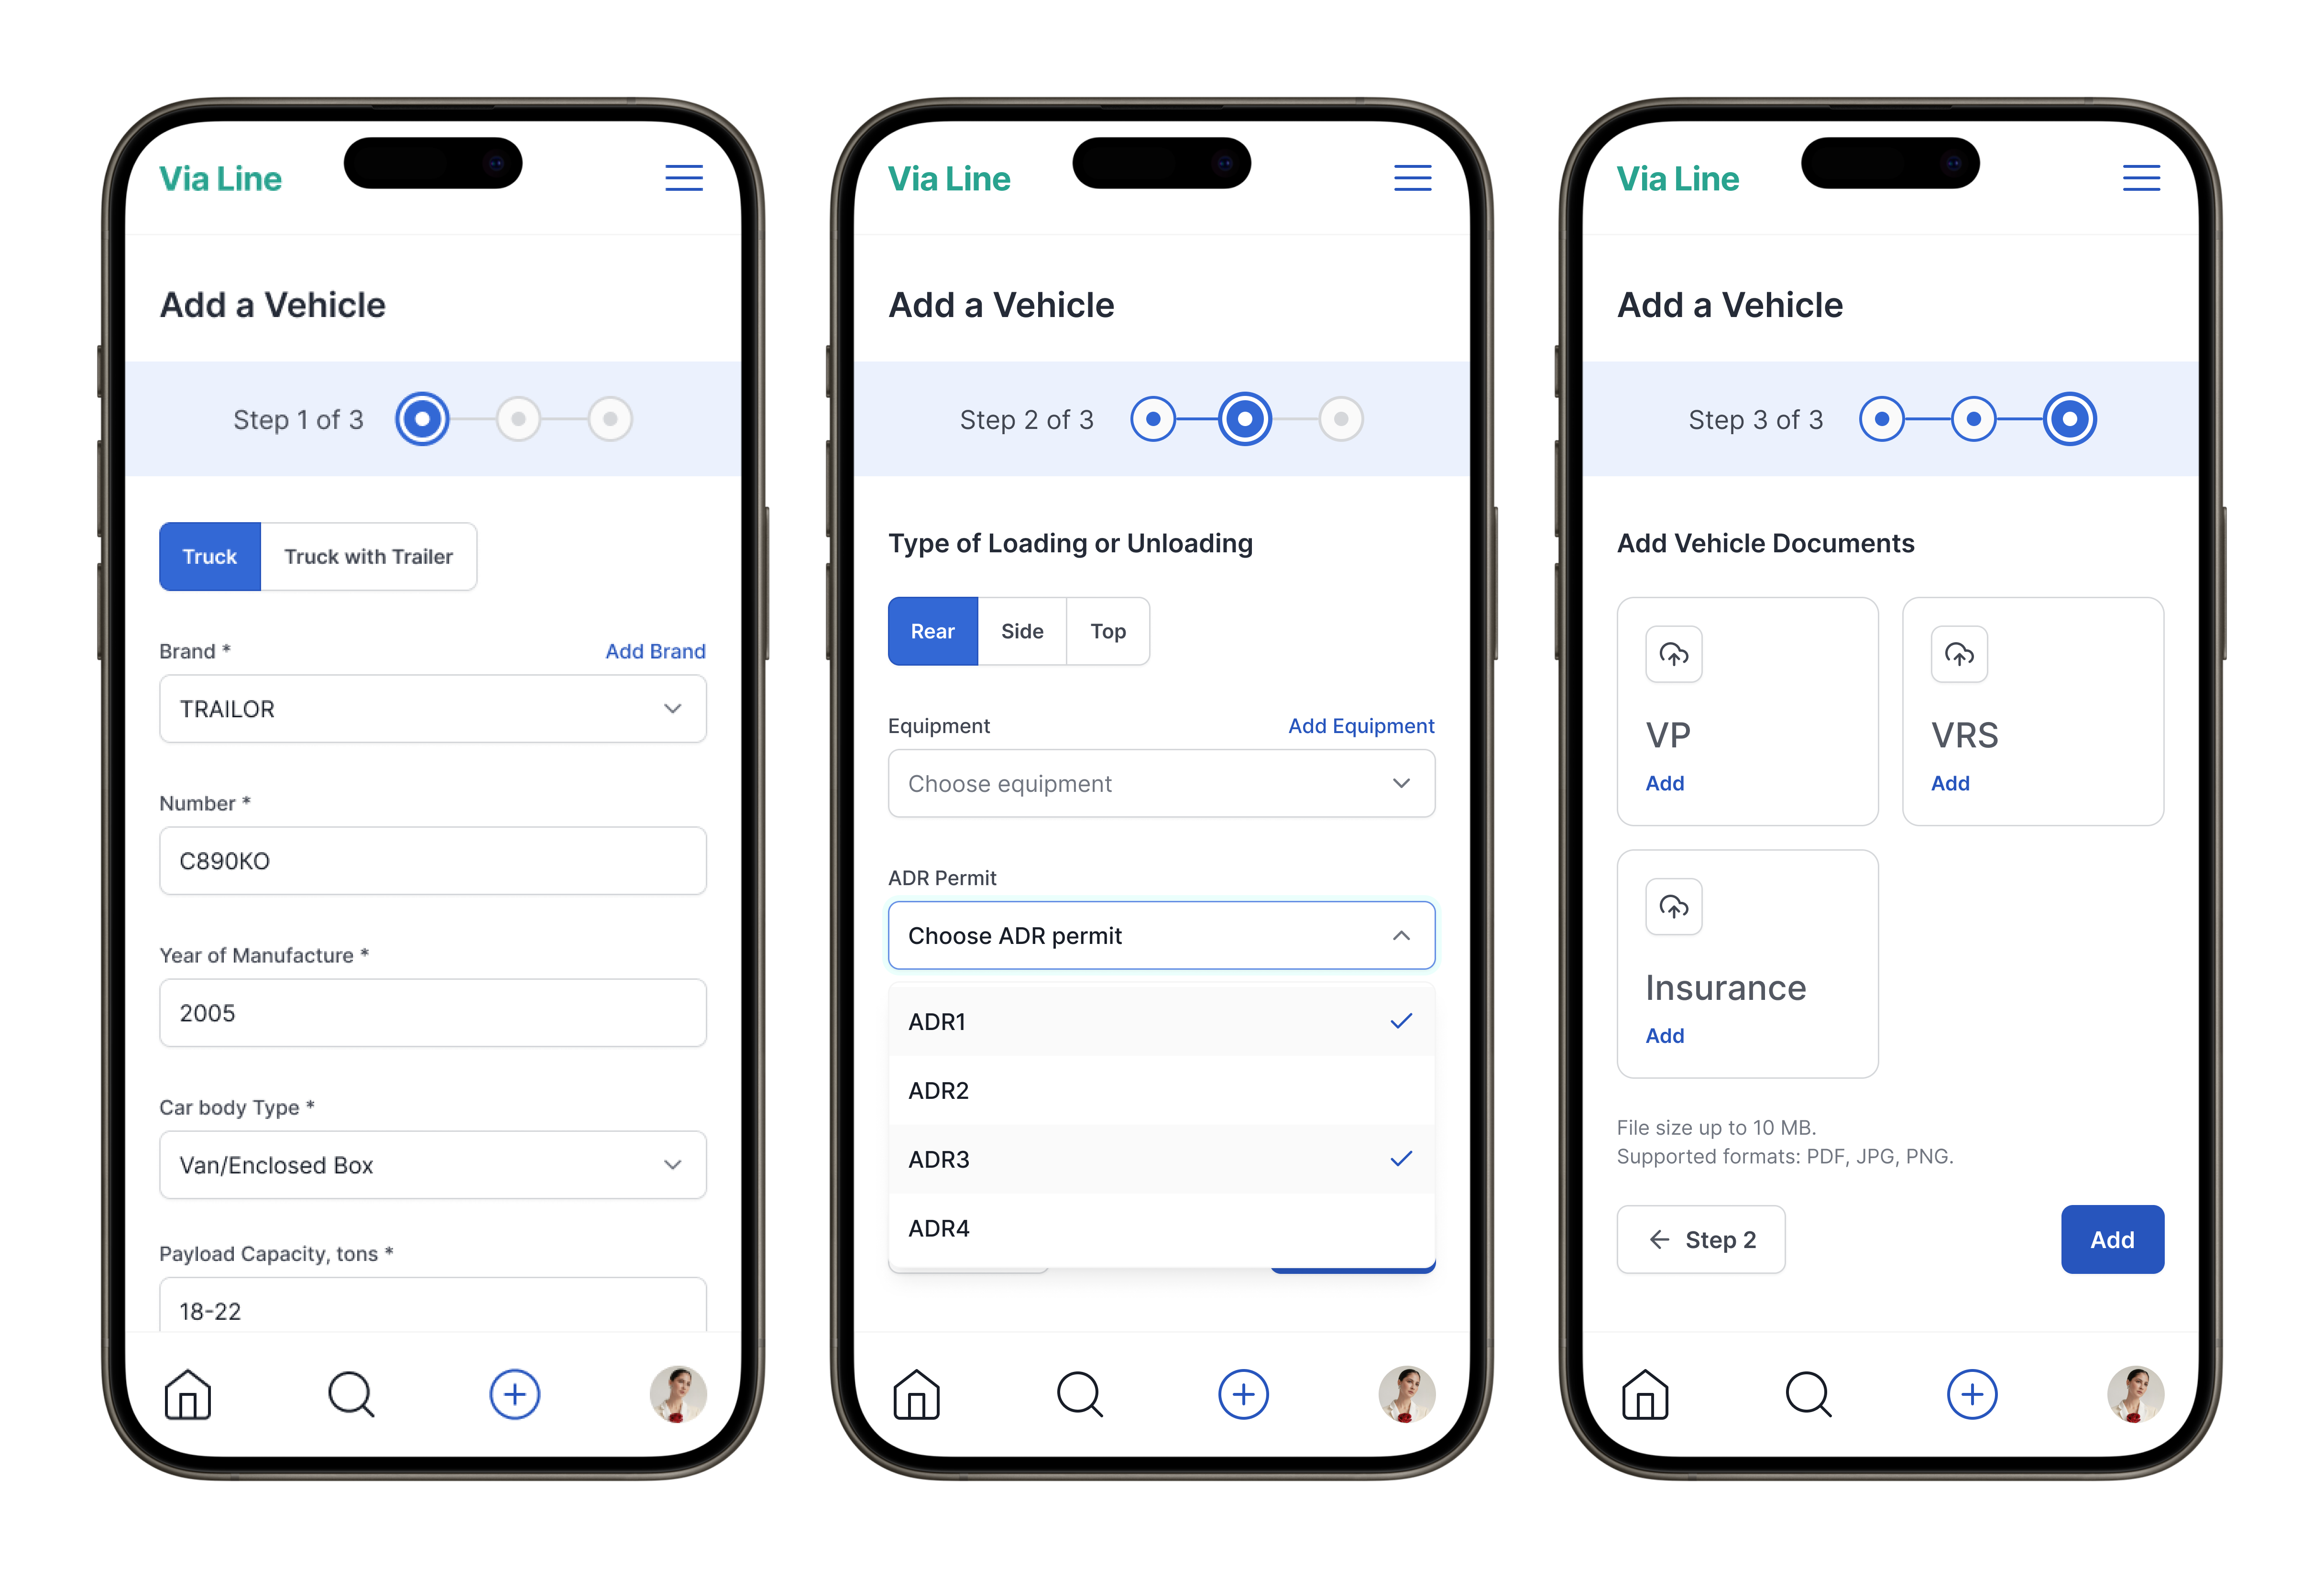 Via Line
Add a Vehicle
Step 1 of 3
Truck
Truck with Trailer
Brand *
Add Brand
TRAILOR
Number *
C890KO
Year of Manufacture *
2005
Car body Type *
Van/Enclosed Box
Payload Capacity, tons *
18-22
Via Line
Add a Vehicle
Step 2 of 3
Type of Loading or Unloading
Rear
Side
Top
Equipment
Add Equipment
Choose equipment
ADR Permit
Choose ADR permit
ADR1
ADR2
ADR3
ADR4
Via Line
Add a Vehicle
Step 3 of 3
Add Vehicle Documents
VP
Add
VRS
Add
Insurance
Add
File size up to 10 MB.
Supported formats: PDF, JPG, PNG.
Step 2
Add